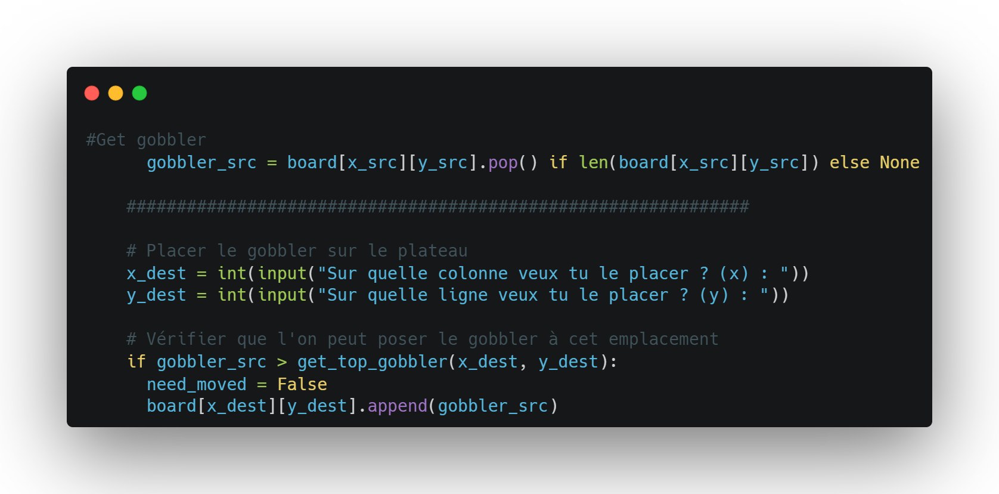 #Get gobbler
gobbler_src = board[x_src][y_src].pop() if len(board[x_src][y_src]) else None
##############################################################
# Placer le gobbler sur le plateau
x_dest = int(input("Sur quelle colonne veux tu le placer ? (x) : "))
y_dest = int(input("Sur quelle ligne veux tu le placer ? (y) : "))
# Vérifier que l'on peut poser le gobbler à cet emplacement
if gobbler_src > get_top_gobbler(x_dest, y_dest):
need_moved = False
board[x_dest][y_dest].append(gobbler_src)